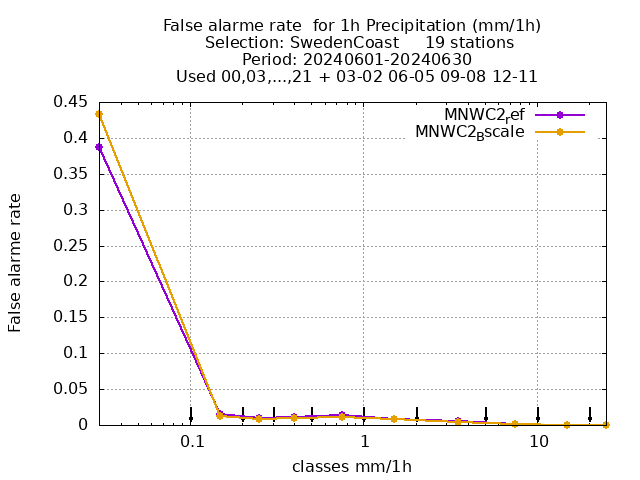 False alarme rate  for 1h Precipitation (mm/1h)
Selection: SwedenCoast     19 stations
Period: 20240601-20240630
Used 00,03,...,21 + 03-02 06-05 09-08 12-11
0.45
0.4
0.35
0.3
0.25
0.2
0.15
0.1
0.05
0
False alarme rate
MNWC2ref
MNWC2Bscale
0.1
1
10
classes mm/1h